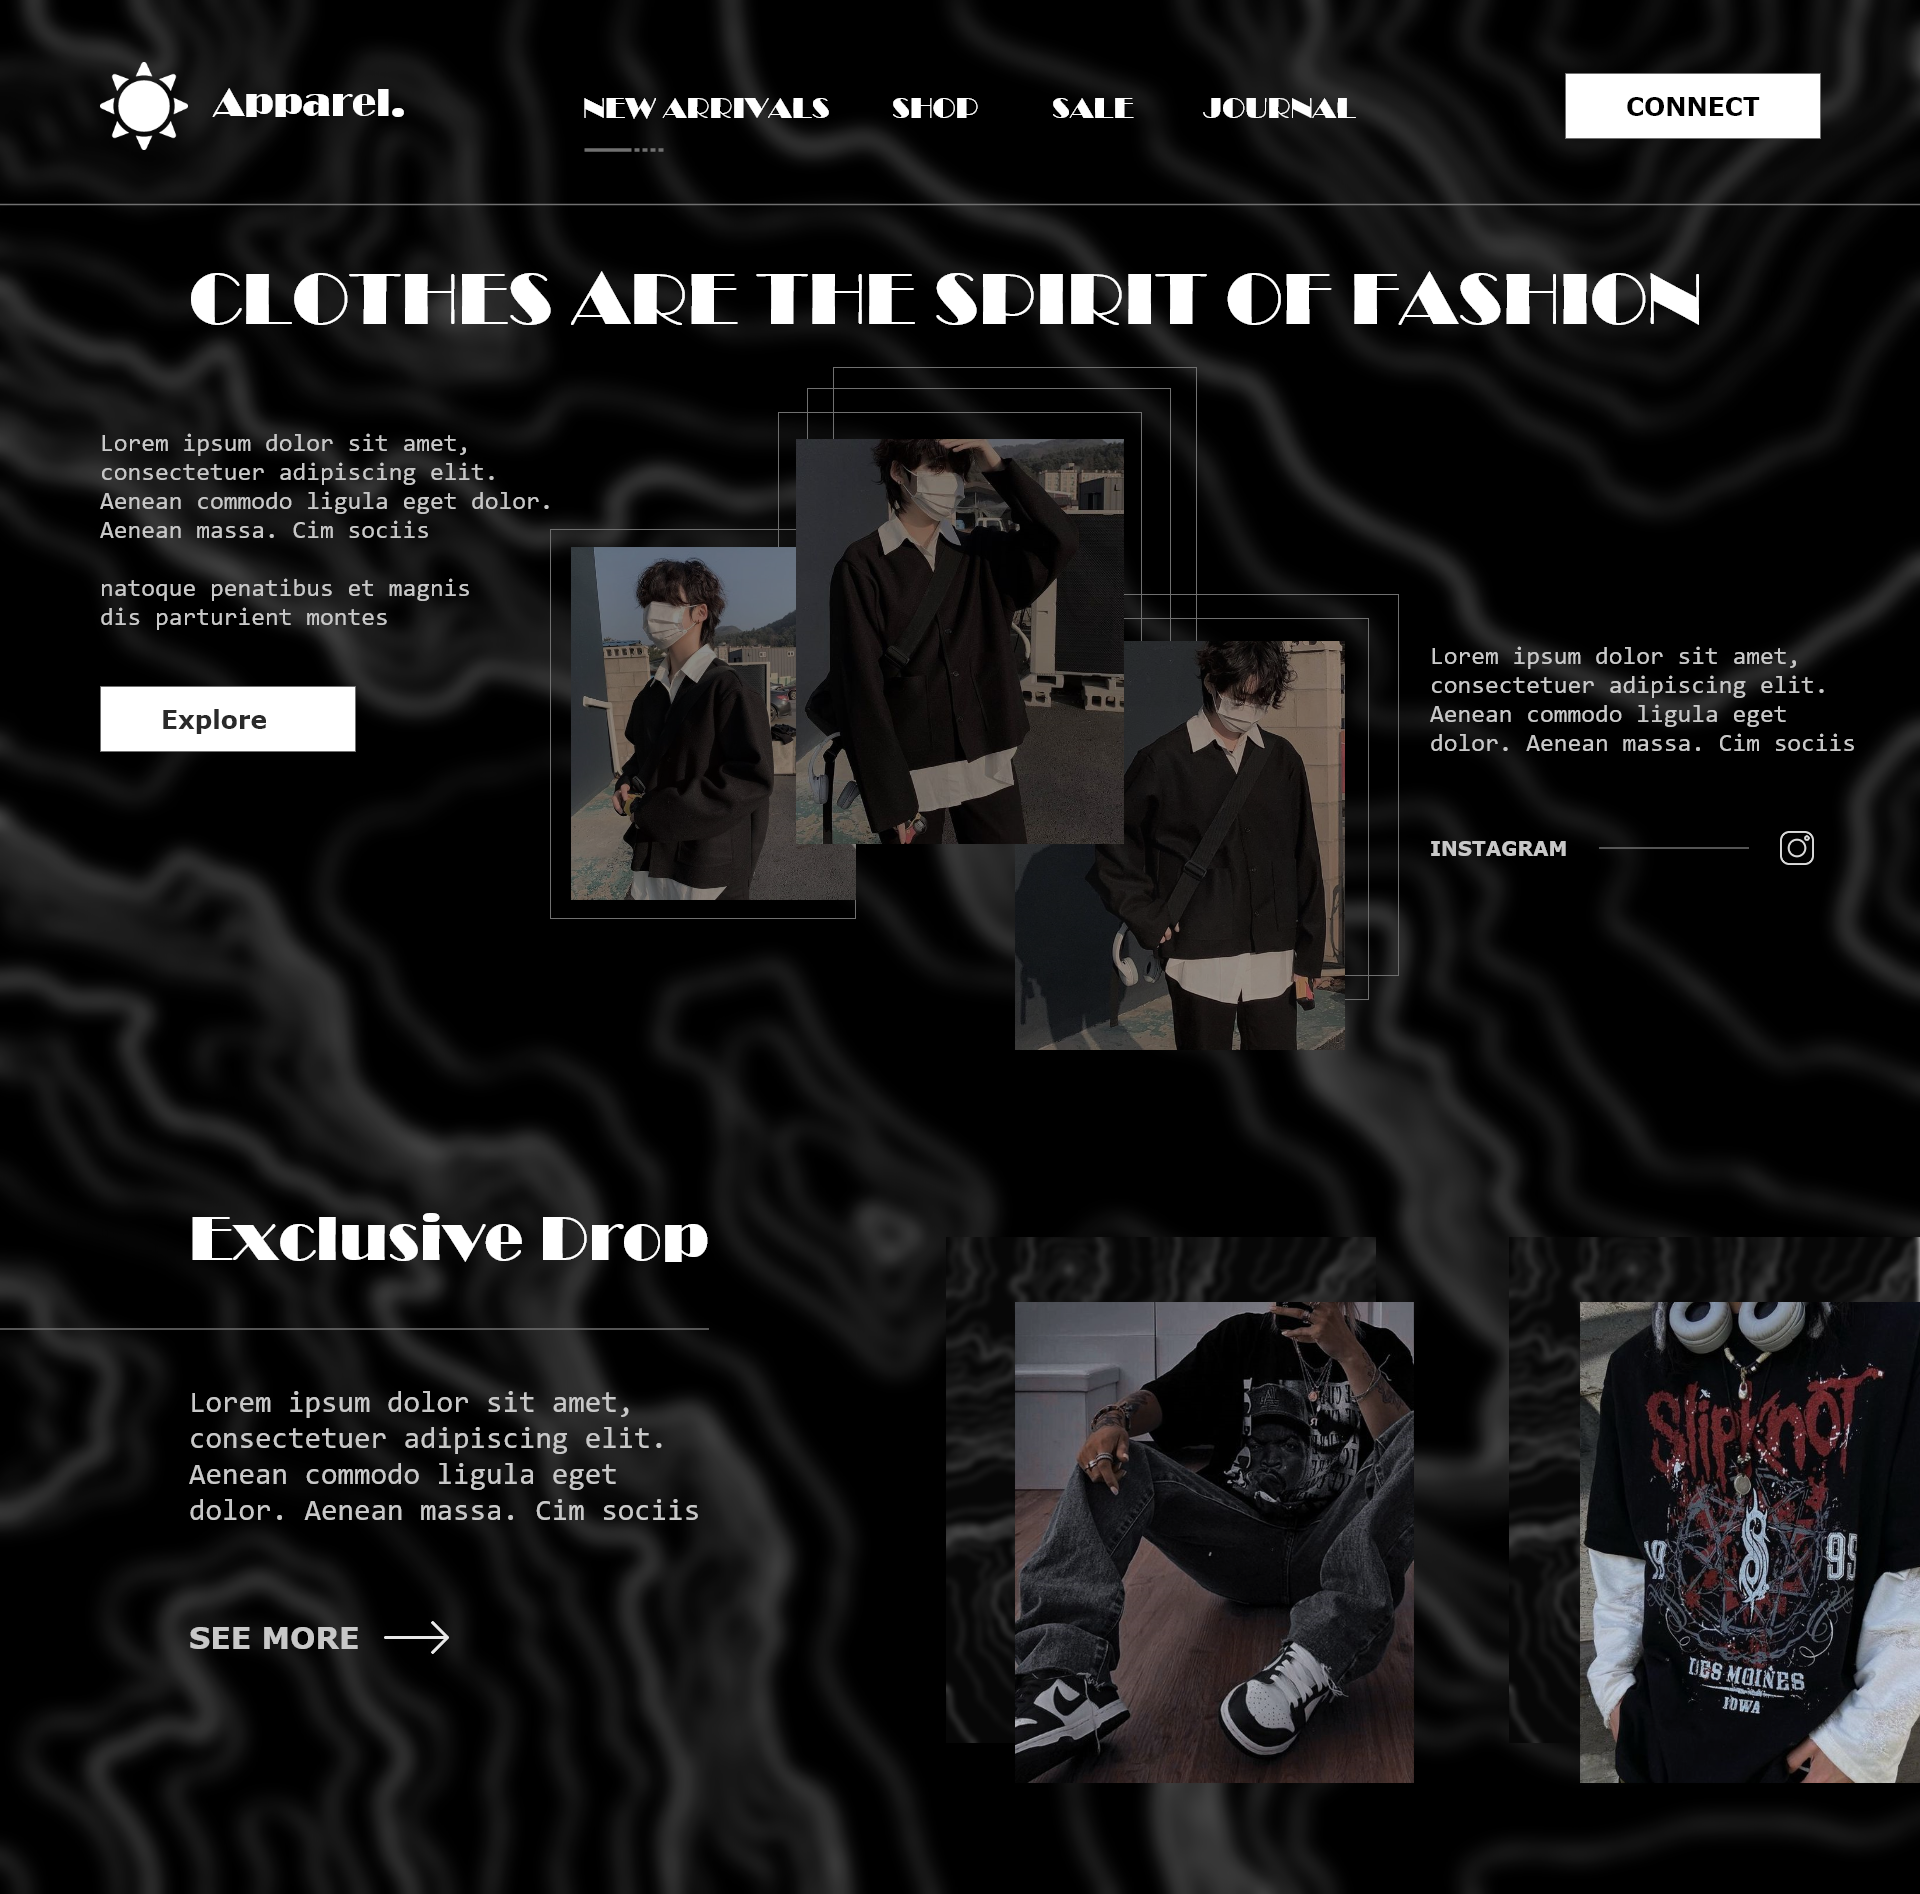 Apparel.
NEW ARRIVALS
SHOP
SALE
JOURNAL
CONNECT
CLOTHES ARE THE SPIRIT OF FASHION
Lorem ipsum dolor sit amet,
consectetuer adipiscing elit.
Aenean commodo ligula eget dolor.
Aenean massa. Cim sociis
natoque penatibus et magnis
dis parturient montes
Explore
Lorem ipsum dolor sit amet,
consectetuer adipiscing elit.
Aenean commodo ligula eget
dolor. Aenean massa. Cim sociis
INSTAGRAM
Exclusive Drop
Lorem ipsum dolor sit amet,
consectetuer adipiscing elit.
Aenean commodo ligula eget
dolor. Aenean massa. Cim sociis
SEE MORE
Slipknot
19 95
DES MOINES
IOWA